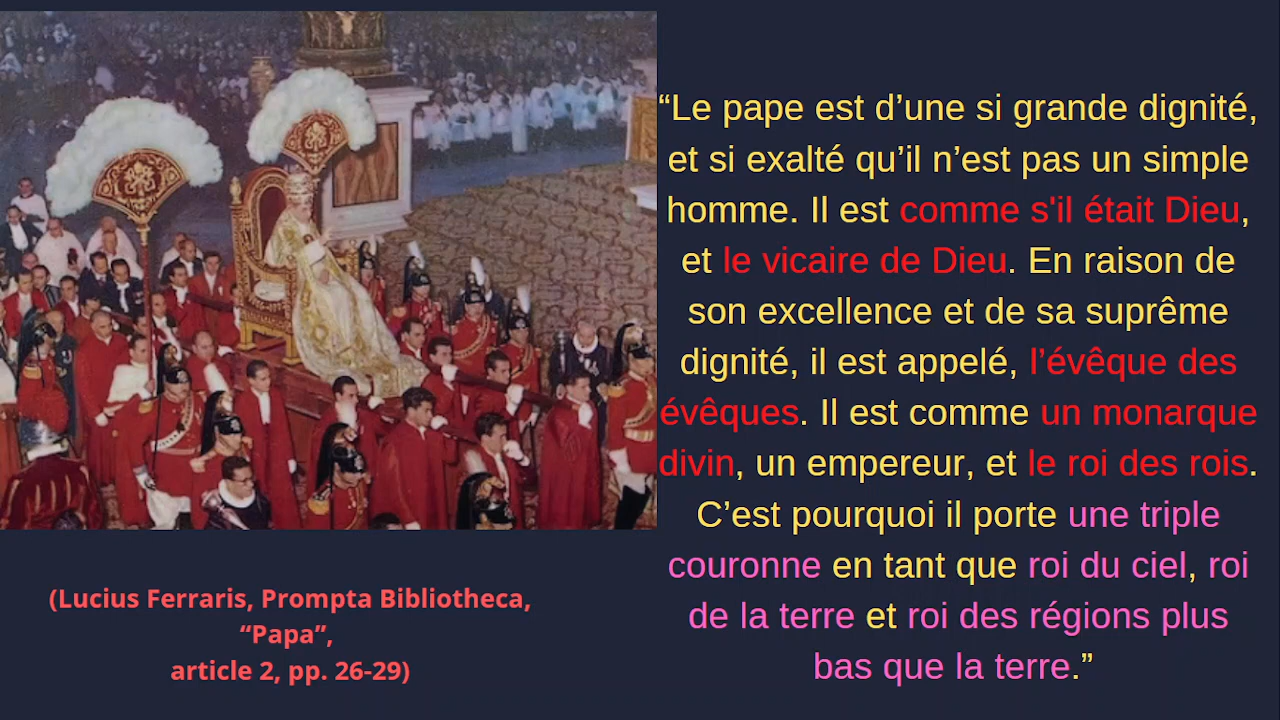 “Le pape est d’une si grande dignité,
et si exalté qu’il n’est pas un simple
homme. Il est comme s'il était Dieu,
et le vicaire de Dieu. En raison de
son excellence et de sa suprême
dignité, il est appelé, l’évêque des
évêques. Il est comme un monarque
divin, un empereur, et le roi des rois.
C’est pourquoi il porte une triple
couronne en tant que roi du ciel, roi
de la terre et roi des régions plus
bas que la terre.”
(Lucius Ferraris, Prompta Bibliotheca,
“Papa”,
article 2, pp. 26-29)